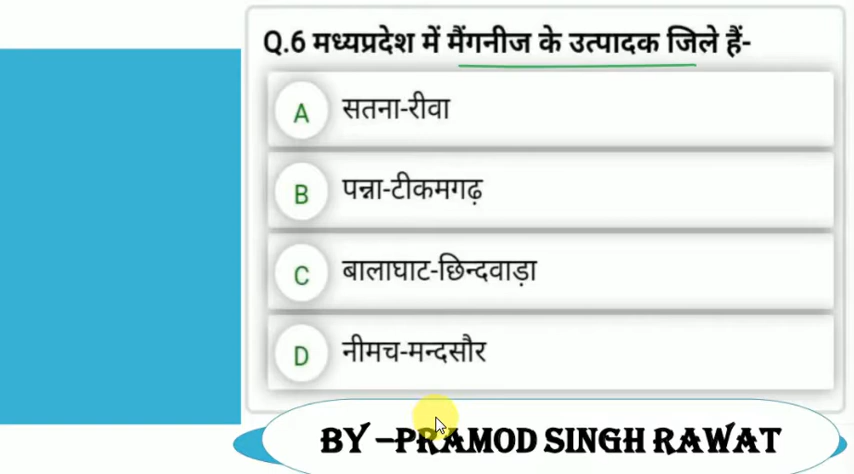 Q.6 मध्यप्रदेश में मैंगनीज के उत्पादक जिले हैं-
A सतना-रीवा
B पन्ना-टीकमगढ़
C बालाघाट-छिन्दवाड़ा
D नीमच-मन्दसौर
BY –PRAMOD SINGH RAWAT